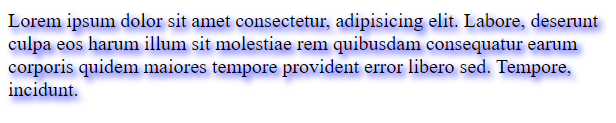 Lorem ipsum dolor sit amet consectetur, adipisicing elit. Labore, deserunt
culpa eos harum illum sit molestiae rem quibusdam consequatur earum
corporis quidem maiores tempore provident error libero sed. Tempore,
incidunt.